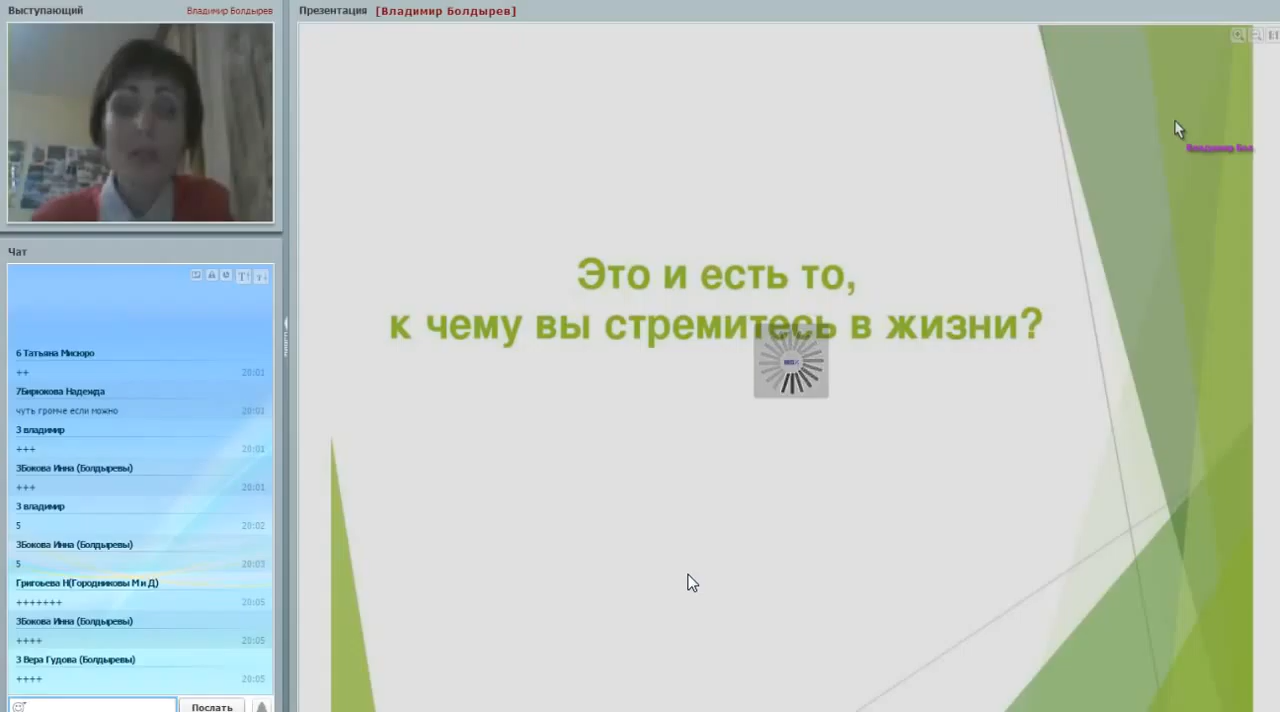 Выступающий
Владимир Болдырев
Презентация [Владимир Болдырев]
Владимир Бол
Это и есть то,
к чему вы стремитесь в жизни?
Чат
6 Татьяна Мисюро
++
20:01
7Бирюкова Надежда
чуть громче если можно
20:01
3 владимир
+++
20:01
3Бокова Инна (Болдыревы)
+++
20:01
3 владимир
5
20:02
3Бокова Инна (Болдыревы)
5
20:03
Григоьева Н(Городниковы М и Д)
+++++++
20:05
3Бокова Инна (Болдыревы)
++++
20:05
3 Вера Гудова (Болдыревы)
++++
20:05
Послать